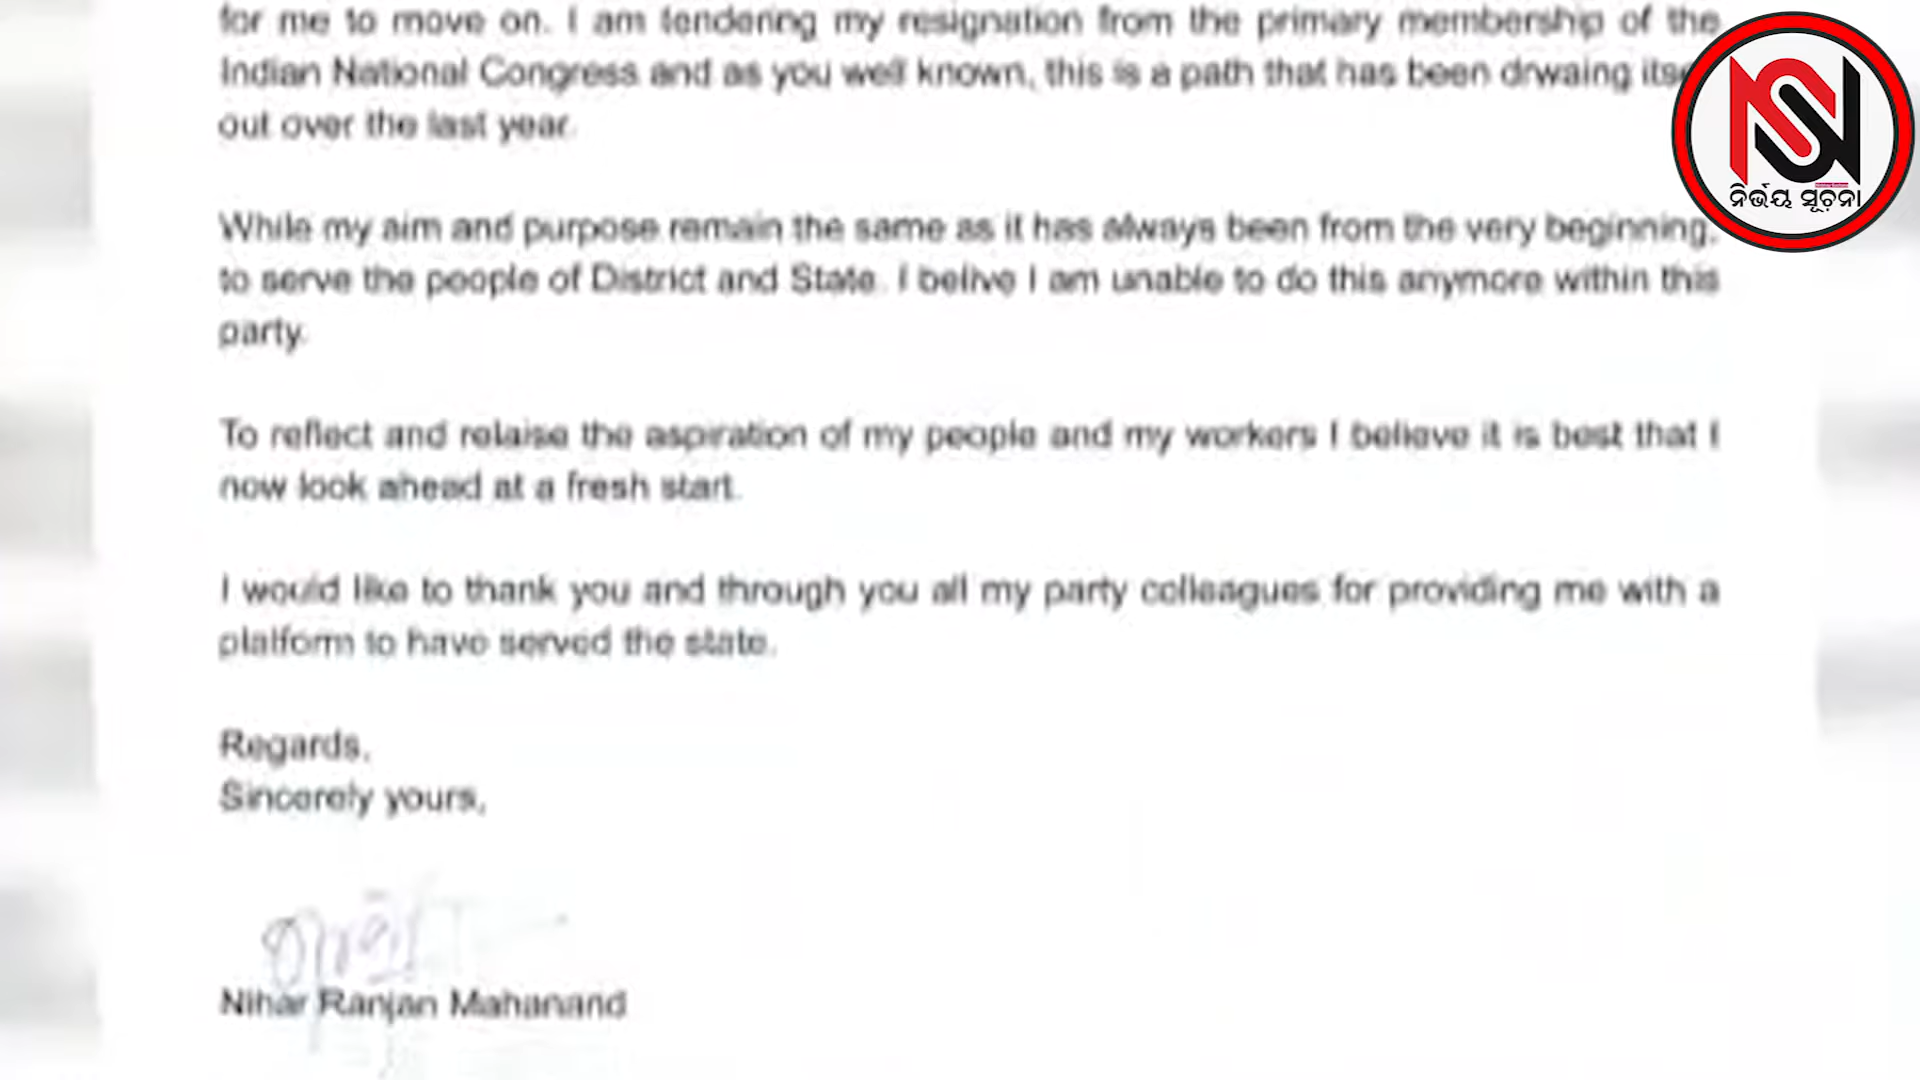 for me to move on. I am tendering my resignation from the primary membership of the
Indian National Congress and as you well known, this is a path that has been drwaing itse
out over the last year.
While my aim and purpose remain the same as it has always been from the very beginning,
to serve the people of District and State. I belive I am unable to do this anymore within this
party.
To reflect and relaise the aspiration of my people and my workers I believe it is best that I
now look ahead at a fresh start.
I would like to thank you and through you all my party colleagues for providing me with a
platform to have served the state.
Regards,
Sincerely yours,
Nihar Ranjan Mahanand
NSN
ନିର୍ଭୟ ସୂଚନା